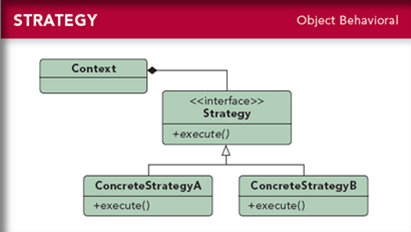 STRATEGY
Object Behavioral
Context
<<interface>>
Strategy
+execute()
ConcreteStrategyA
+execute()
ConcreteStrategyB
+execute()